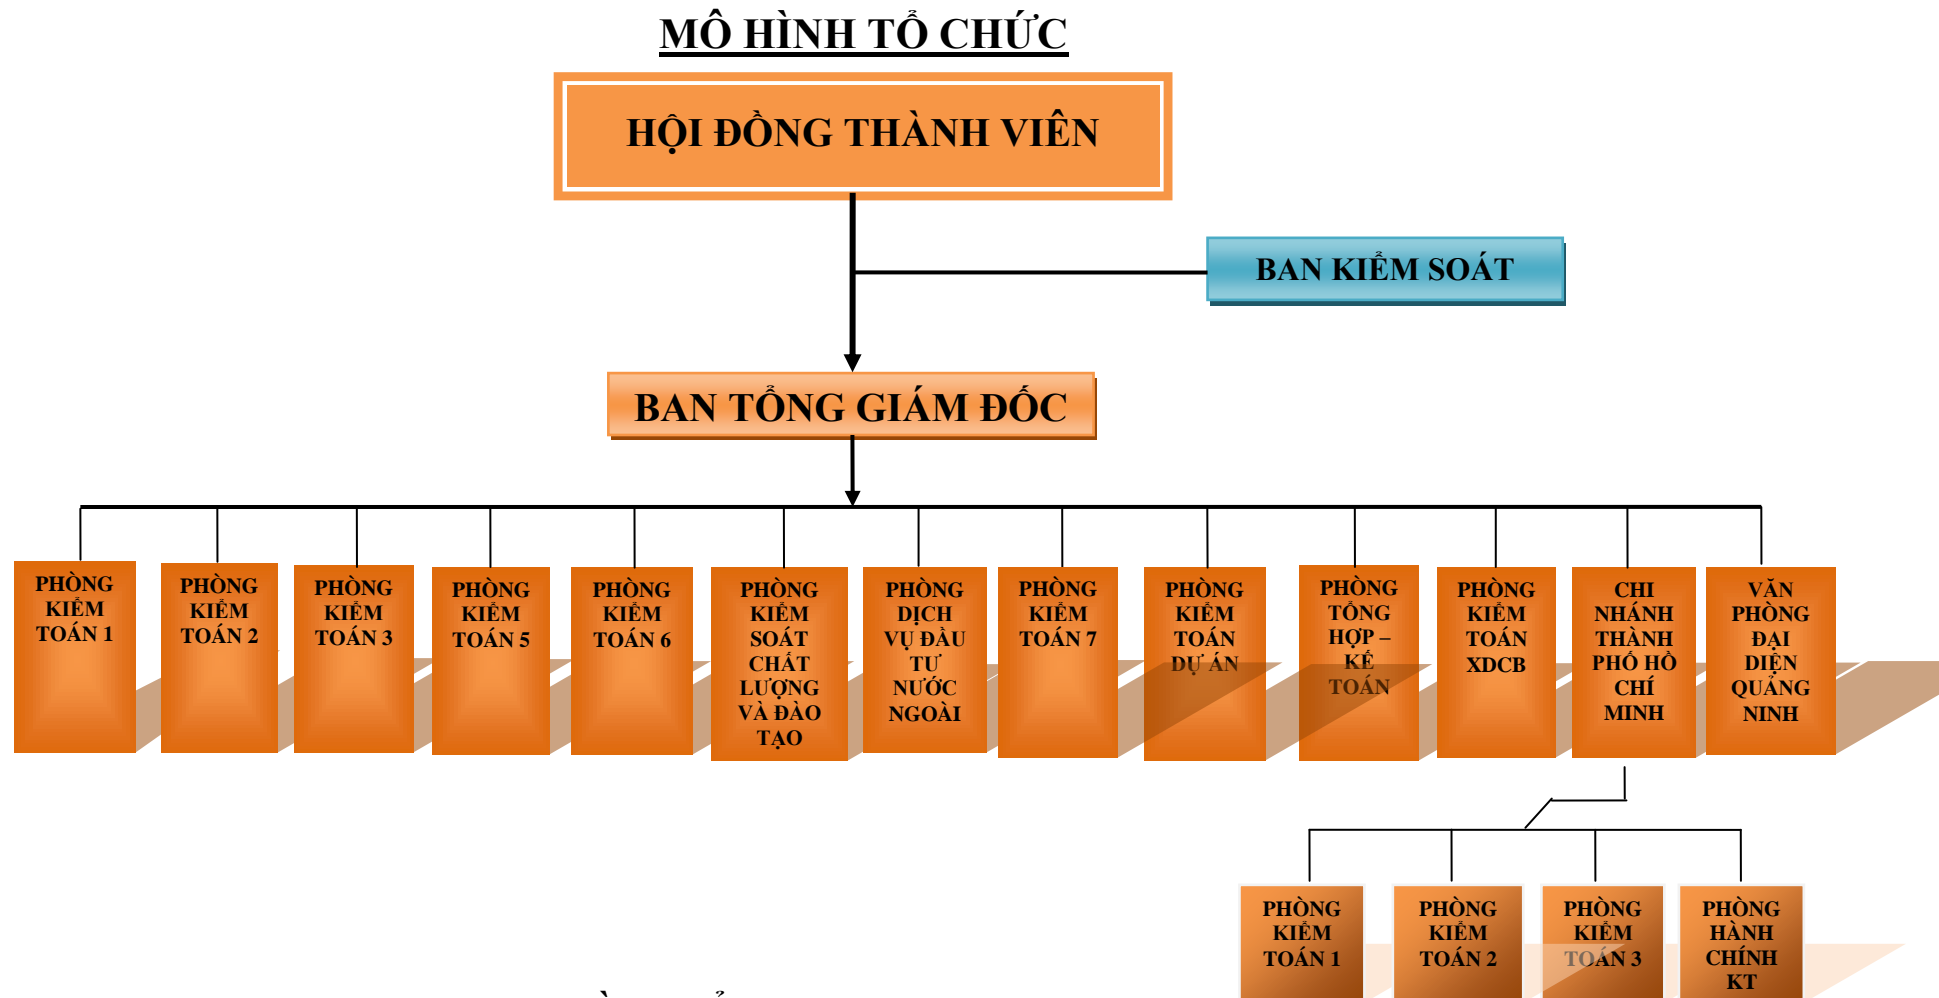 MÔ HÌNH TỔ CHỨC
HỘI ĐỒNG THÀNH VIÊN
BAN KIỂM SOÁT
BAN TỔNG GIÁM ĐỐC
PHÒNG
KIỂM
TOÁN 1
PHÒNG
KIỂM
TOÁN 2
PHÒNG
KIỂM
TOÁN 3
PHÒNG
KIỂM
TOÁN 5
PHÒNG
KIỂM
TOÁN 6
PHÒNG
KIỂM
SOÁT
CHẤT
LƯỢNG
VÀ ĐÀO
TẠO
PHÒNG
DỊCH
VỤ ĐẦU
TƯ
NƯỚC
NGOÀI
PHÒNG
KIỂM
TOÁN 7
PHÒNG
KIỂM
TOÁN
DỰ ÁN
PHÒNG
TỔNG
HỢP –
KẾ
TOÁN
PHÒNG
KIỂM
TOÁN
XDCB
CHI
NHÁNH
THÀNH
PHỐ HỒ
CHÍ
MINH
VĂN
PHÒNG
ĐẠI
DIỆN
QUẢNG
NINH
PHÒNG
KIỂM
TOÁN 1
PHÒNG
KIỂM
TOÁN 2
PHÒNG
KIỂM
TOÁN 3
PHÒNG
HÀNH
CHÍNH
KT